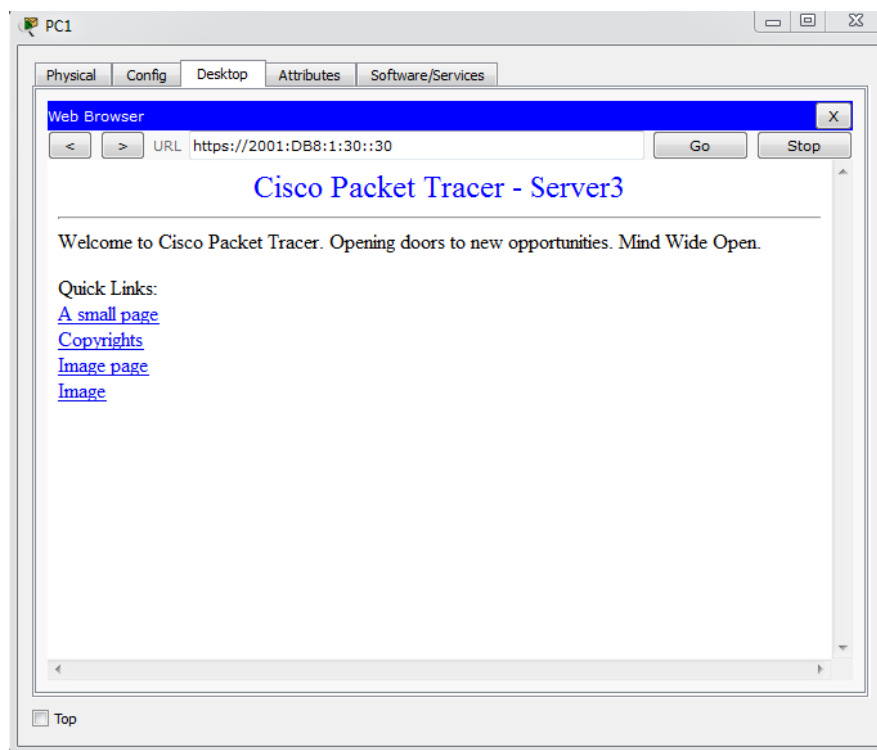 PC1
Physical Config Desktop Attributes Software/Services
Web Browser X
< > URL https://2001:DB8:1:30::30 Go Stop
Cisco Packet Tracer - Server3
Welcome to Cisco Packet Tracer. Opening doors to new opportunities. Mind Wide Open.
Quick Links:
A small page
Copyrights
Image page
Image
Top